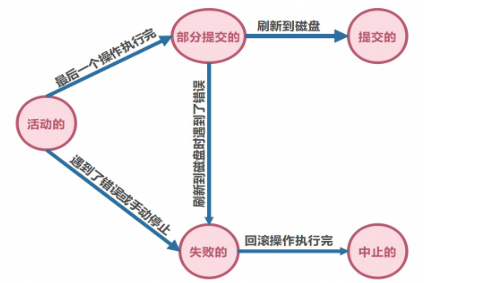 部分提交的
刷新到磁盘
提交的
最后一个操作执行完
活动的
刷新到磁盘时遇到了错误
遇到了错误或手动停止
失败的
回滚操作执行完
中止的